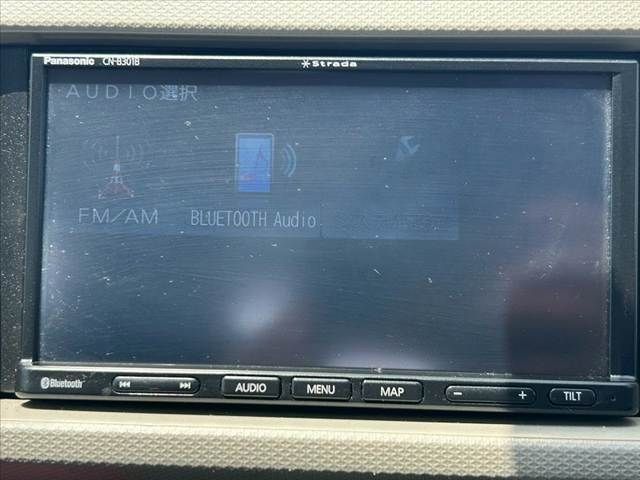 Panasonic CN-B301B
Strada
AUDIO選択
FM/AM
BLUETOOTH Audio
Bluetooth
AUDIO
MENU
MAP
− +
TILT